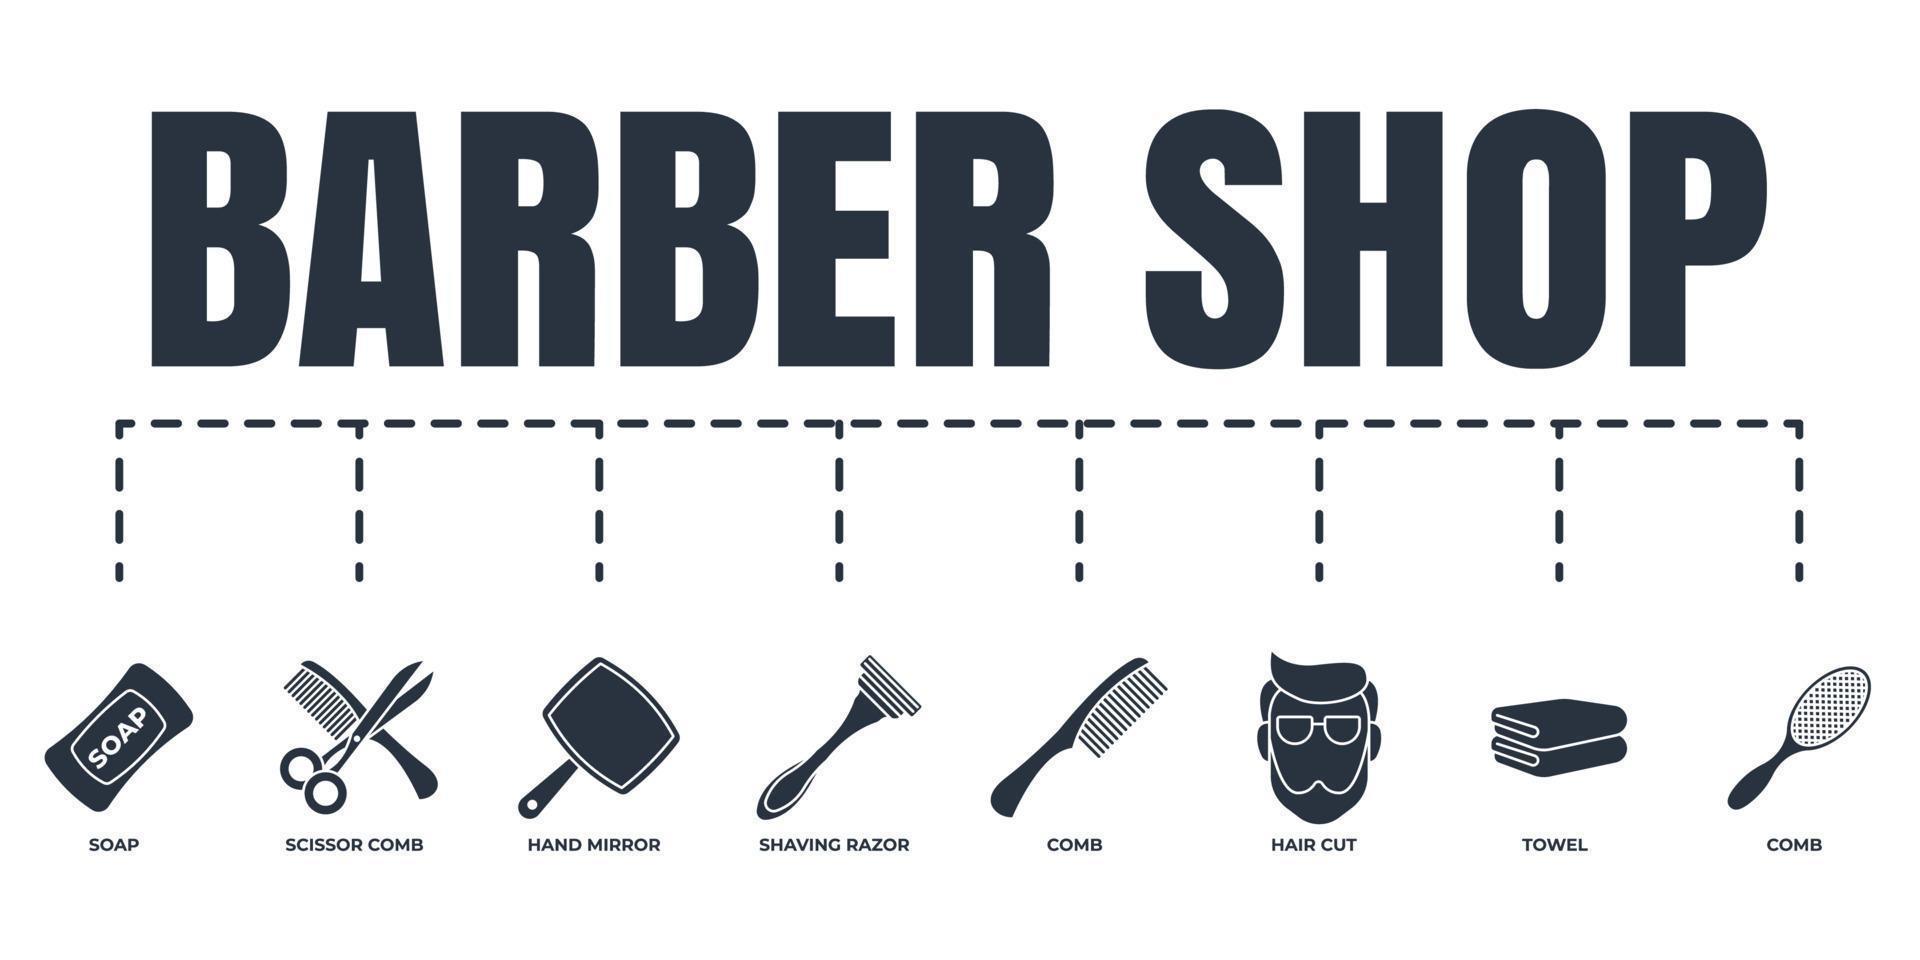 BARBER SHOP
SOAP
SOAP
SCISSOR COMB
HAND MIRROR
SHAVING RAZOR
COMB
HAIR CUT
TOWEL
COMB